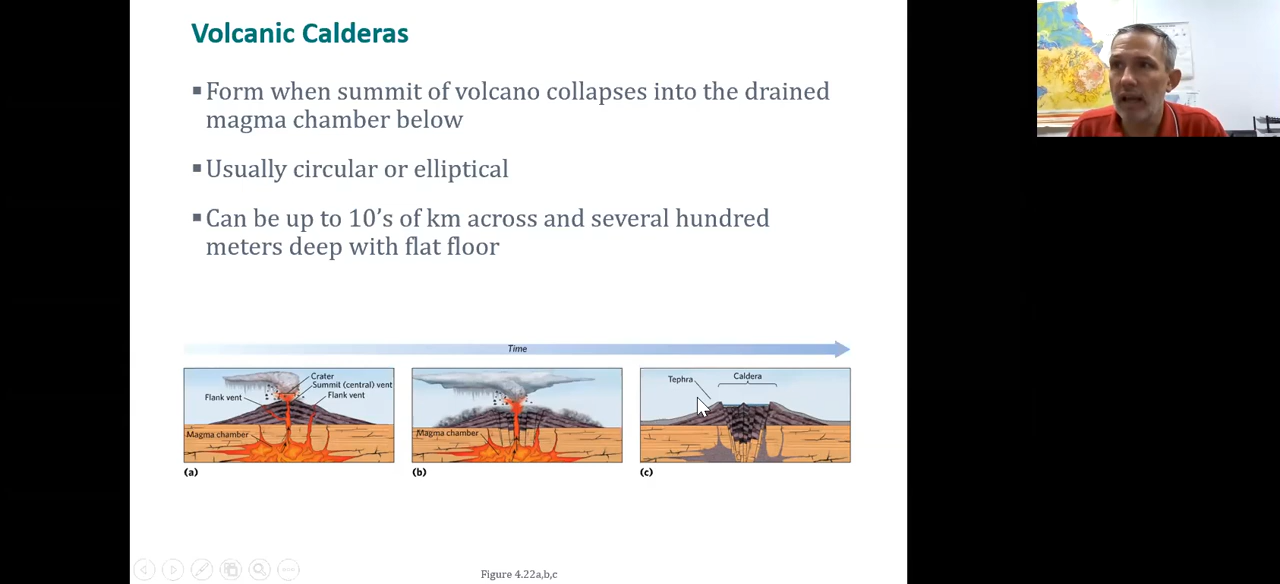 Volcanic Calderas
▪ Form when summit of volcano collapses into the drained
magma chamber below
▪ Usually circular or elliptical
▪ Can be up to 10’s of km across and several hundred
meters deep with flat floor
Time
Crater
Summit (central) vent
Flank vent
Flank vent
Magma chamber
(a)
Magma chamber
(b)
Tephra
Caldera
(c)
Figure 4.22a,b,c